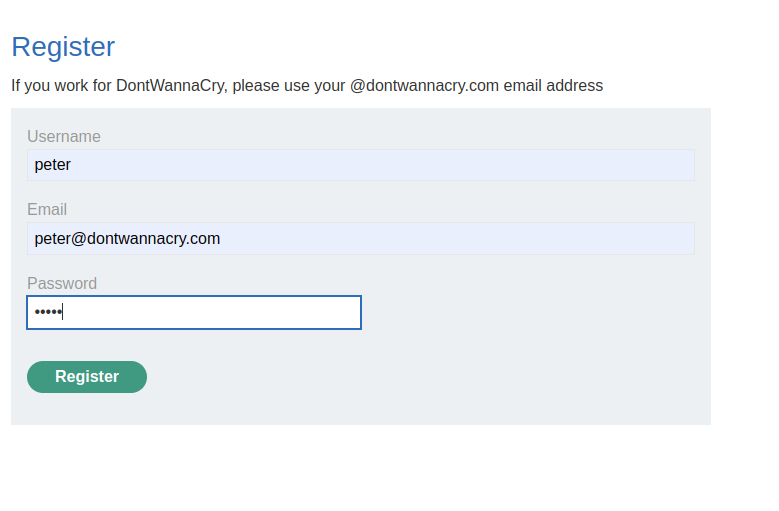 Register
If you work for DontWannaCry, please use your @dontwannacry.com email address
Username
peter
Email
peter@dontwannacry.com
Password
•••••
Register